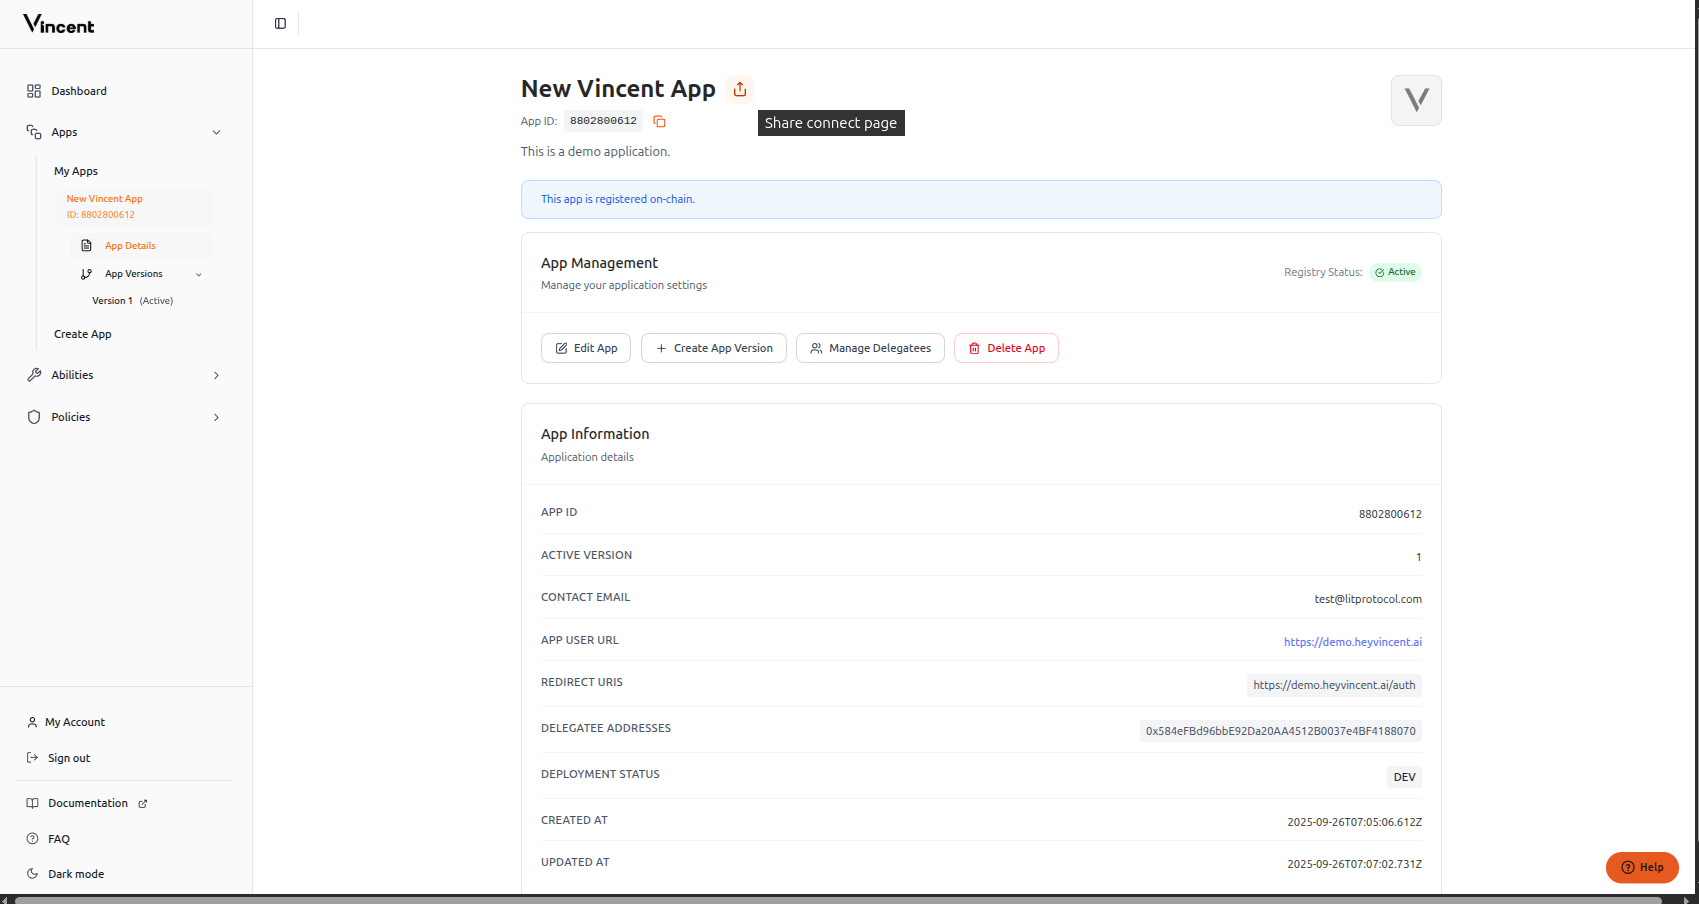 Vincent
Dashboard
Apps
My Apps
New Vincent App
ID: 8802800612
App Details
App Versions
Version 1 (Active)
Create App
Abilities
Policies
My Account
Sign out
Documentation
FAQ
Dark mode
New Vincent App
App ID: 8802800612
Share connect page
This is a demo application.
This app is registered on-chain.
App Management
Manage your application settings
Registry Status: Active
Edit App
Create App Version
Manage Delegatees
Delete App
App Information
Application details
APP ID 8802800612
ACTIVE VERSION 1
CONTACT EMAIL test@litprotocol.com
APP USER URL https://demo.heyvincent.ai
REDIRECT URIS https://demo.heyvincent.ai/auth
DELEGATEE ADDRESSES 0x584eFBd96bbE92Da20AA4512B0037e4BF4188070
DEPLOYMENT STATUS DEV
CREATED AT 2025-09-26T07:05:06.612Z
UPDATED AT 2025-09-26T07:07:02.731Z
Help